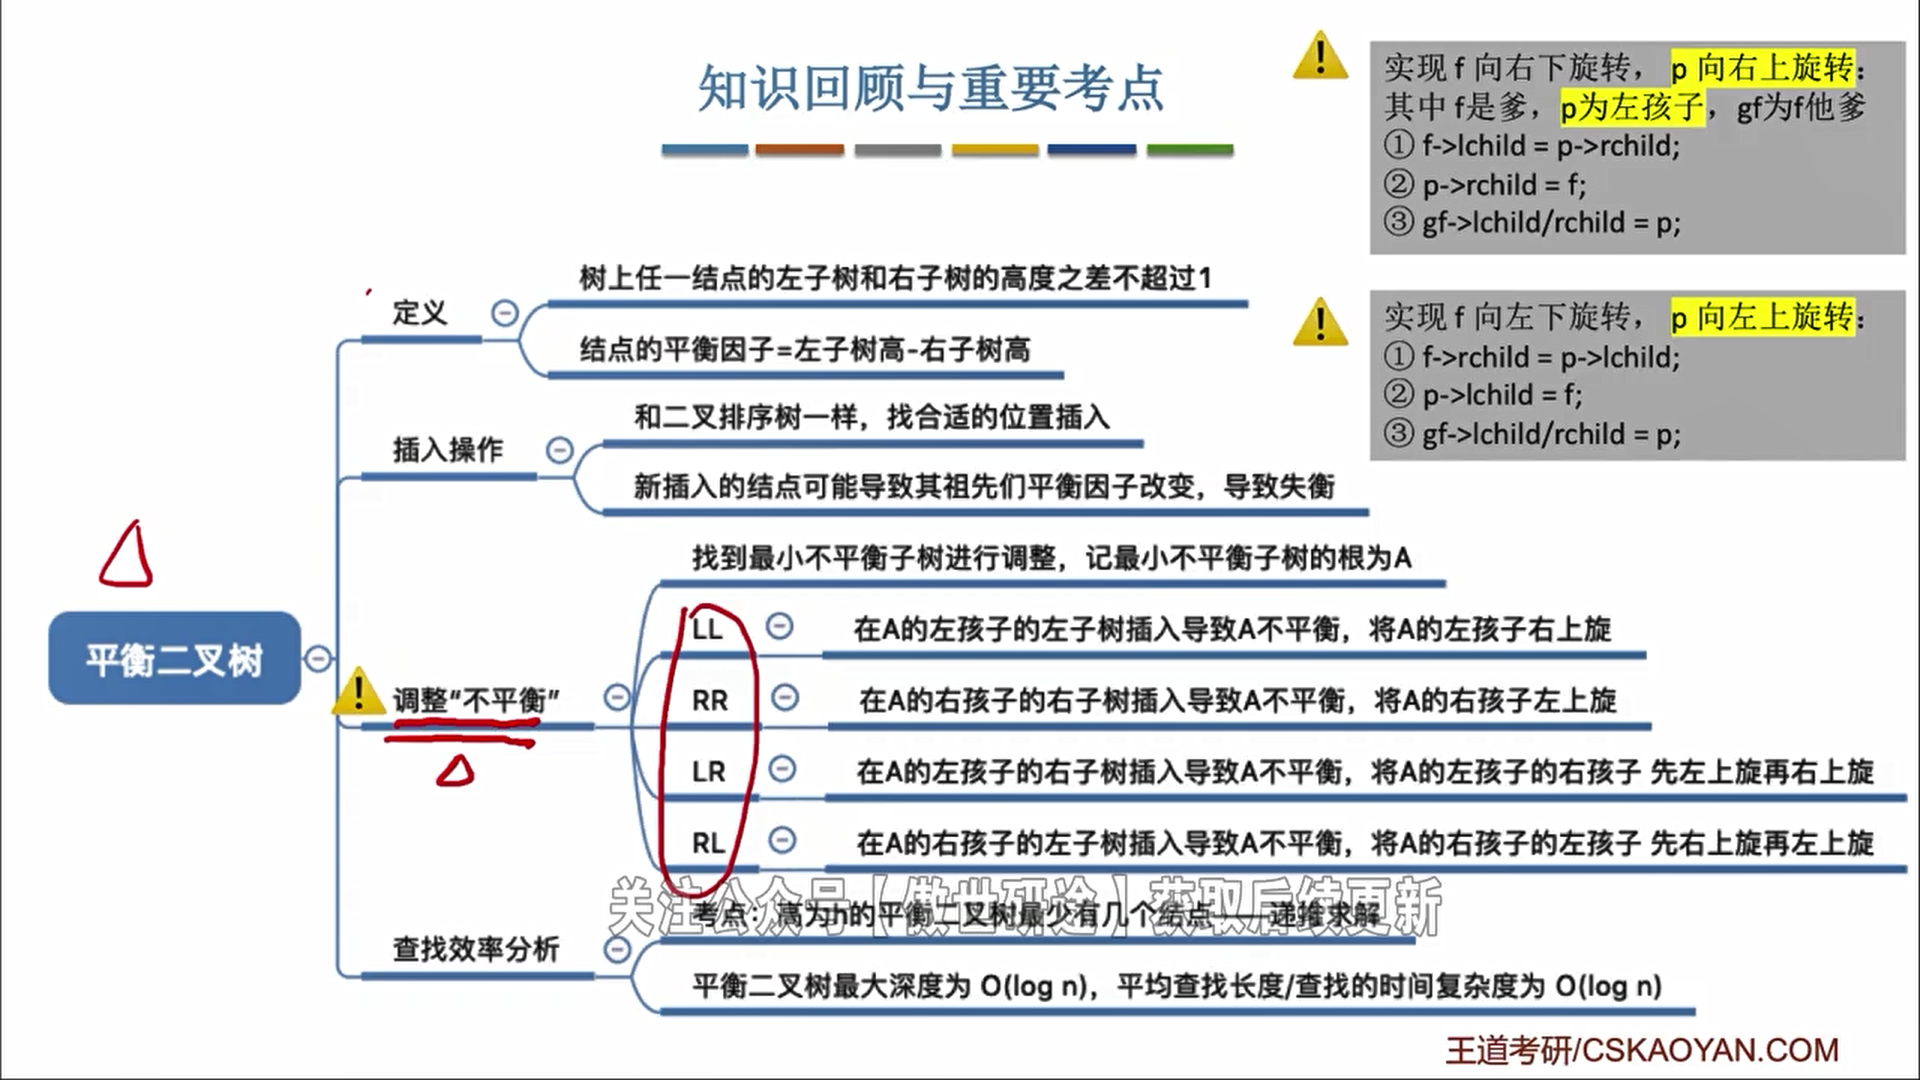 知识回顾与重要考点
实现 f 向右下旋转， p 向右上旋转：
其中 f是爹，p为左孩子，gf为f他爹
① f->lchild = p->rchild;
② p->rchild = f;
③ gf->lchild/rchild = p;
实现 f 向左下旋转， p 向左上旋转：
① f->rchild = p->lchild;
② p->lchild = f;
③ gf->lchild/rchild = p;
平衡二叉树
定义
树上任一结点的左子树和右子树的高度之差不超过1
结点的平衡因子=左子树高-右子树高
插入操作
和二叉排序树一样，找合适的位置插入
新插入的结点可能导致其祖先们平衡因子改变，导致失衡
调整“不平衡”
找到最小不平衡子树进行调整，记最小不平衡子树的根为A
LL
在A的左孩子的左子树插入导致A不平衡，将A的左孩子右上旋
RR
在A的右孩子的右子树插入导致A不平衡，将A的右孩子左上旋
LR
在A的左孩子的右子树插入导致A不平衡，将A的左孩子的右孩子 先左上旋再右上旋
RL
在A的右孩子的左子树插入导致A不平衡，将A的右孩子的左孩子 先右上旋再左上旋
关注公众号【傲世研途】获取后续更新
查找效率分析
考点：高为h的平衡二叉树最少有几个结点——递推求解
平衡二叉树最大深度为 O(log n)，平均查找长度/查找的时间复杂度为 O(log n)
王道考研/CSKAOYAN.COM